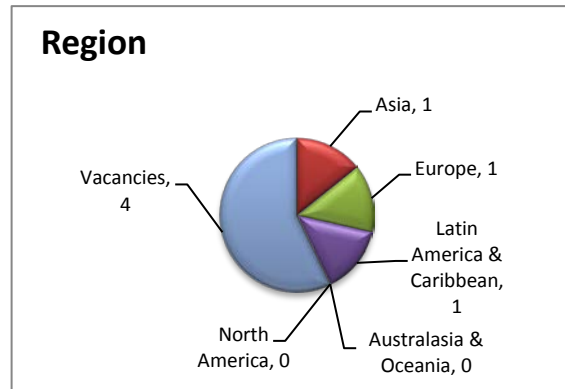 Region
Asia, 1
Europe, 1
Latin
America &
Caribbean,
1
Australasia &
Oceania, 0
North
America, 0
Vacancies,
4